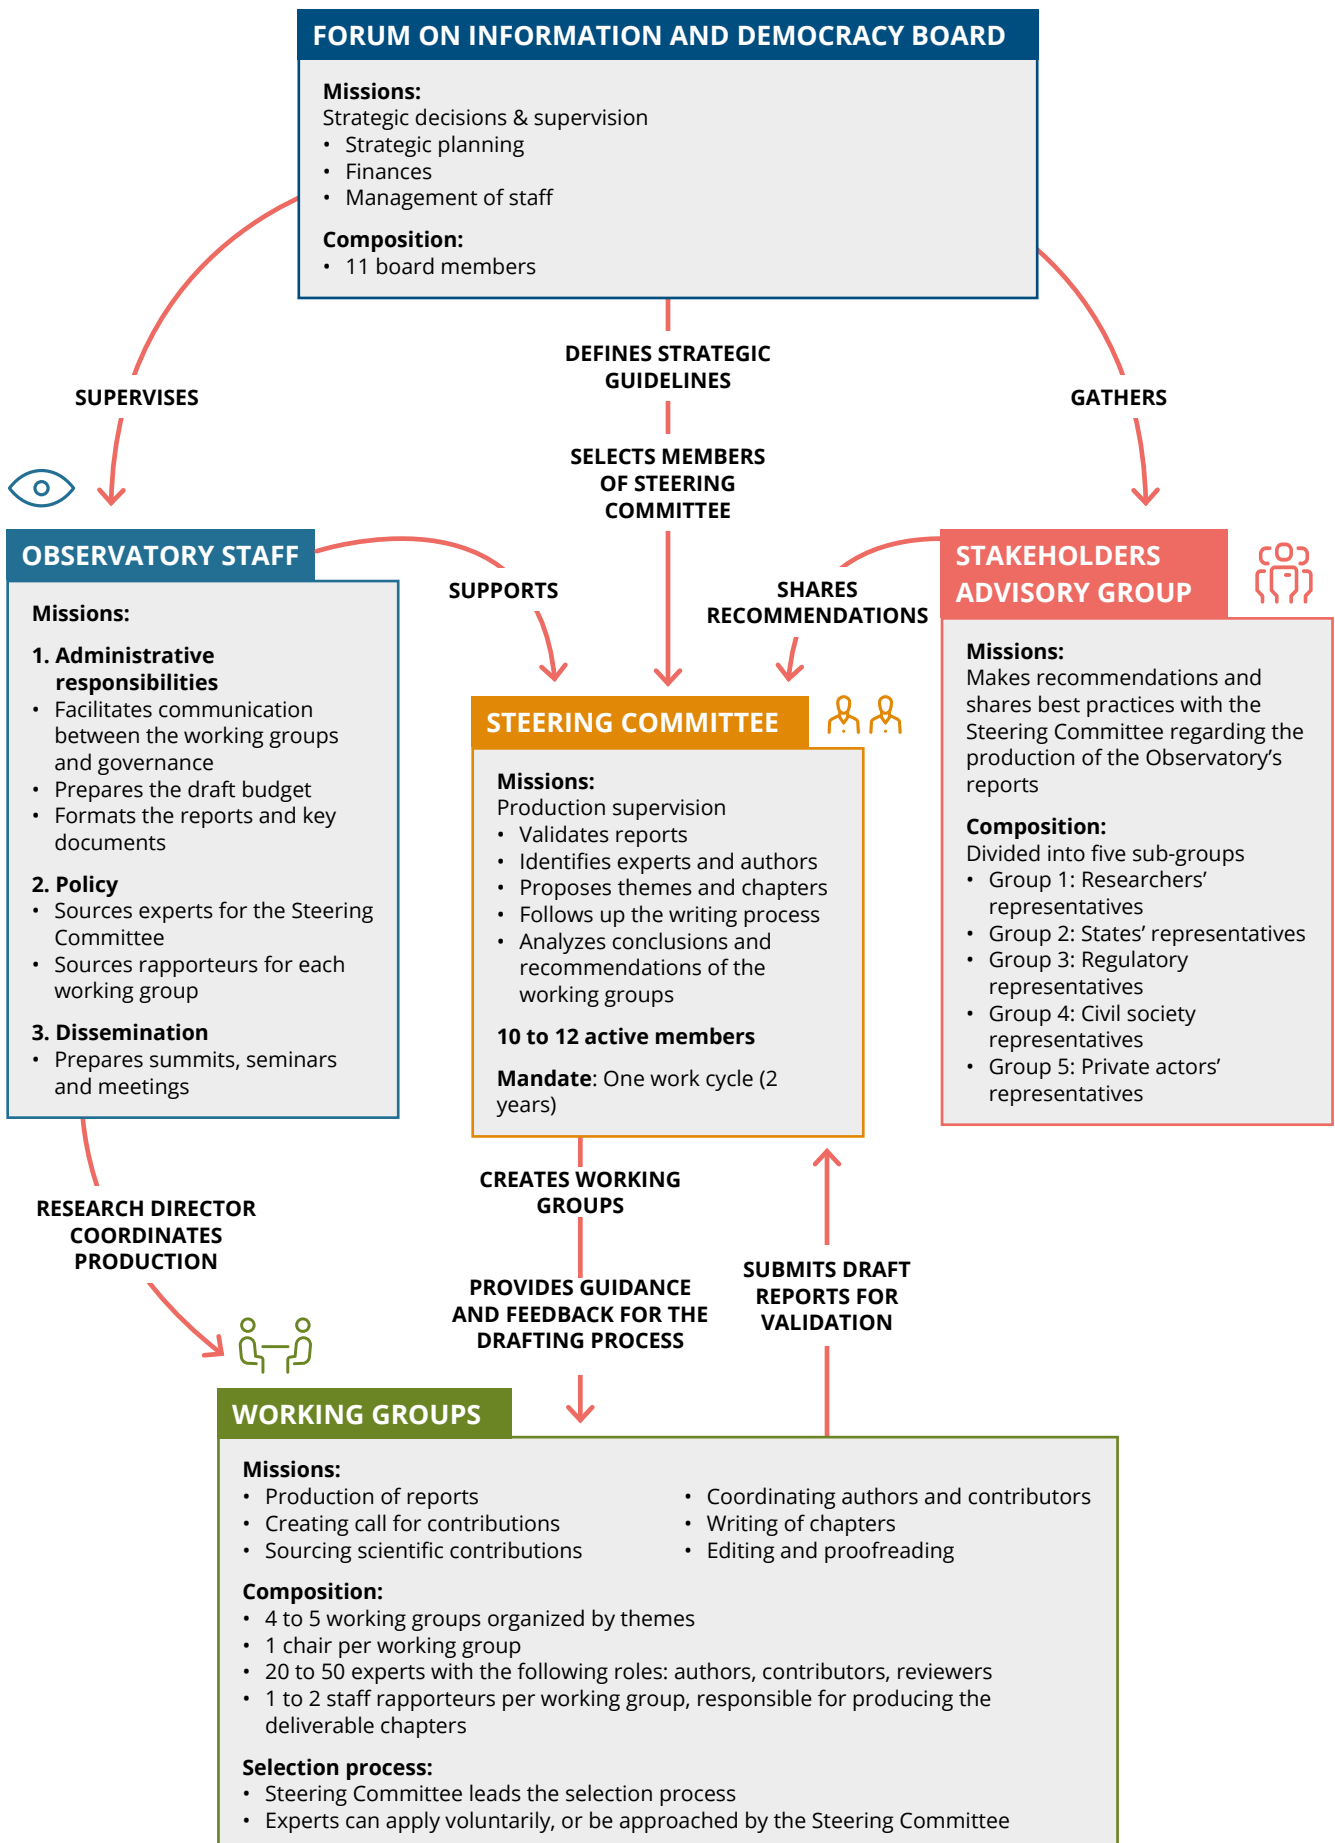 FORUM ON INFORMATION AND DEMOCRACY BOARD
Missions:
Strategic decisions & supervision
• Strategic planning
• Finances
• Management of staff
Composition:
• 11 board members
SUPERVISES
DEFINES STRATEGIC
GUIDELINES
SELECTS MEMBERS
OF STEERING
COMMITTEE
GATHERS
OBSERVATORY STAFF
Missions:
1. Administrative
responsibilities
• Facilitates communication
between the working groups
and governance
• Prepares the draft budget
• Formats the reports and key
documents
2. Policy
• Sources experts for the Steering
Committee
• Sources rapporteurs for each
working group
3. Dissemination
• Prepares summits, seminars
and meetings
SUPPORTS
SHARES
RECOMMENDATIONS
STEERING COMMITTEE
Missions:
Production supervision
• Validates reports
• Identifies experts and authors
• Proposes themes and chapters
• Follows up the writing process
• Analyzes conclusions and
recommendations of the
working groups
10 to 12 active members
Mandate: One work cycle (2
years)
STAKEHOLDERS
ADVISORY GROUP
Missions:
Makes recommendations and
shares best practices with the
Steering Committee regarding the
production of the Observatory’s
reports
Composition:
Divided into five sub-groups
• Group 1: Researchers’
representatives
• Group 2: States’ representatives
• Group 3: Regulatory
representatives
• Group 4: Civil society
representatives
• Group 5: Private actors’
representatives
RESEARCH DIRECTOR
COORDINATES
PRODUCTION
CREATES WORKING
GROUPS
PROVIDES GUIDANCE
AND FEEDBACK FOR THE
DRAFTING PROCESS
SUBMITS DRAFT
REPORTS FOR
VALIDATION
WORKING GROUPS
Missions:
• Production of reports
• Creating call for contributions
• Sourcing scientific contributions
• Coordinating authors and contributors
• Writing of chapters
• Editing and proofreading
Composition:
• 4 to 5 working groups organized by themes
• 1 chair per working group
• 20 to 50 experts with the following roles: authors, contributors, reviewers
• 1 to 2 staff rapporteurs per working group, responsible for producing the
deliverable chapters
Selection process:
• Steering Committee leads the selection process
• Experts can apply voluntarily, or be approached by the Steering Committee